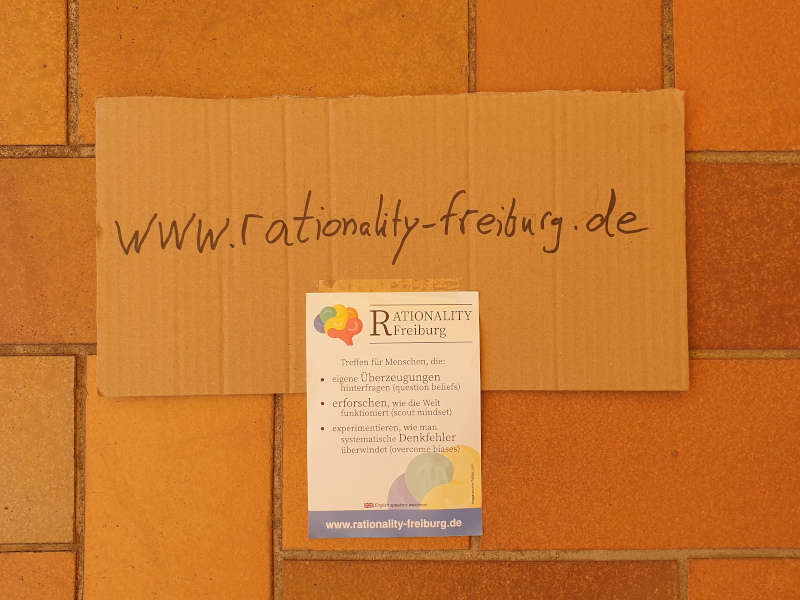 www.rationality-freiburg.de
RATIONALITY
Freiburg
Treffen für Menschen, die:
• eigene Überzeugungen
hinterfragen (question beliefs)
• erforschen, wie die Welt
funktioniert (scout mindset)
• experimentieren, wie man
systematische Denkfehler
überwindet (overcome biases)
English speakers welcome!
www.rationality-freiburg.de